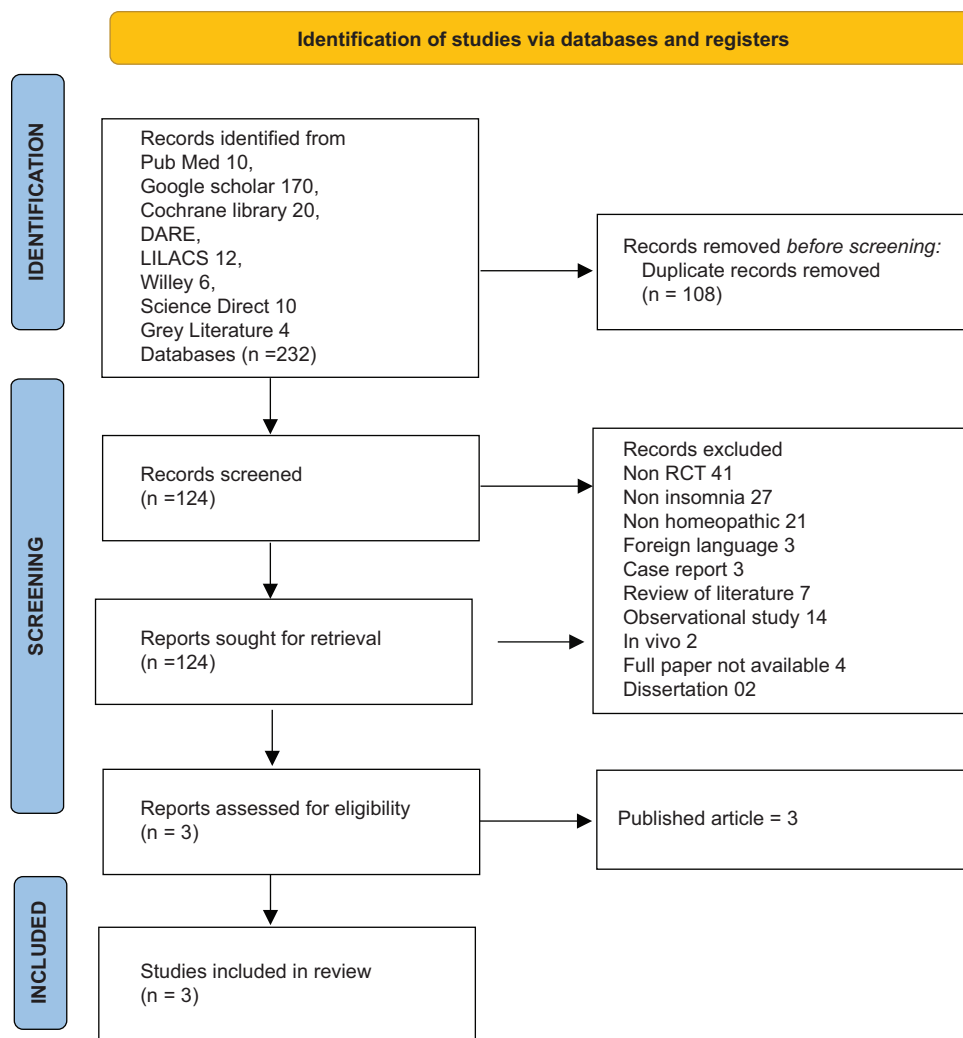 Identification of studies via databases and registers
IDENTIFICATION
Records identified from
Pub Med 10,
Google scholar 170,
Cochrane library 20,
DARE,
LILACS 12,
Willey 6,
Science Direct 10
Grey Literature 4
Databases (n =232)
Records removed before screening:
Duplicate records removed
(n = 108)
SCREENING
Records screened
(n =124)
Records excluded
Non RCT 41
Non insomnia 27
Non homeopathic 21
Foreign language 3
Case report 3
Review of literature 7
Observational study 14
In vivo 2
Full paper not available 4
Dissertation 02
Reports sought for retrieval
(n =124)
Reports assessed for eligibility
(n = 3)
Published article = 3
INCLUDED
Studies included in review
(n = 3)